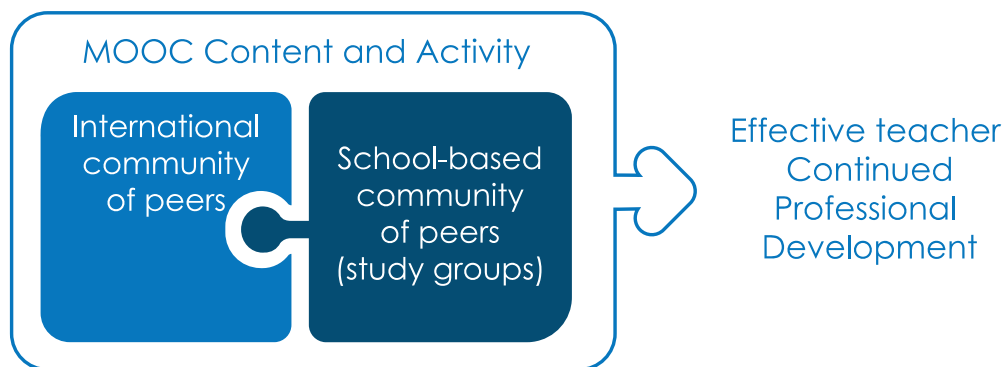 MOOC Content and Activity
International
community
of peers
School-based
community
of peers
(study groups)
Effective teacher
Continued
Professional
Development